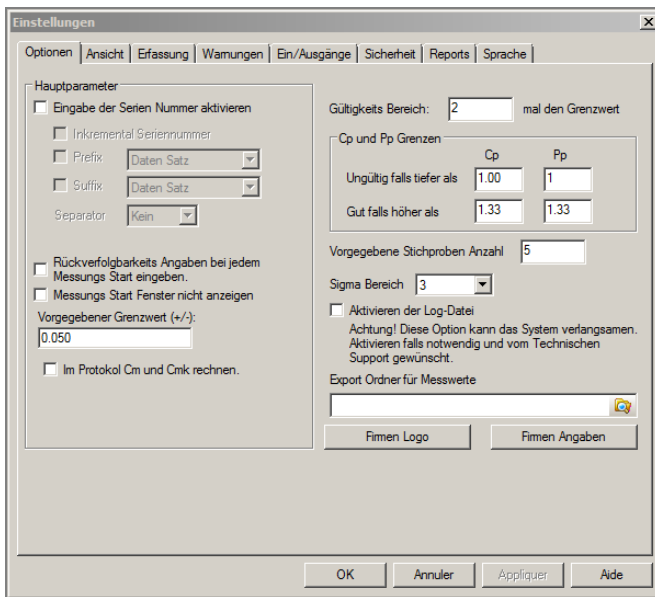 Einstellungen
Optionen Ansicht Erfassung Warnungen Ein/Ausgänge Sicherheit Reports Sprache
Hauptparameter
Eingabe der Serien Nummer aktivieren
Inkremental Seriennummer
Prefix Daten Satz
Suffix Daten Satz
Separator Kein
Rückverfolgbarkeits Angaben bei jedem
Messungs Start eingeben.
Messungs Start Fenster nicht anzeigen
Vorgegebener Grenzwert (+/-):
0.050
Im Protokol Cm und Cmk rechnen.
Gültigkeits Bereich: 2 mal den Grenzwert
Cp und Pp Grenzen
Cp Pp
Ungültig falls tiefer als 1.00 1
Gut falls höher als 1.33 1.33
Vorgegebene Stichproben Anzahl 5
Sigma Bereich 3
Aktivieren der Log-Datei
Achtung! Diese Option kann das System verlangsamen.
Aktivieren falls notwendig und vom Technischen
Support gewünscht.
Export Ordner für Messwerte
Firmen Logo Firmen Angaben
OK Annuler Appliquer Aide